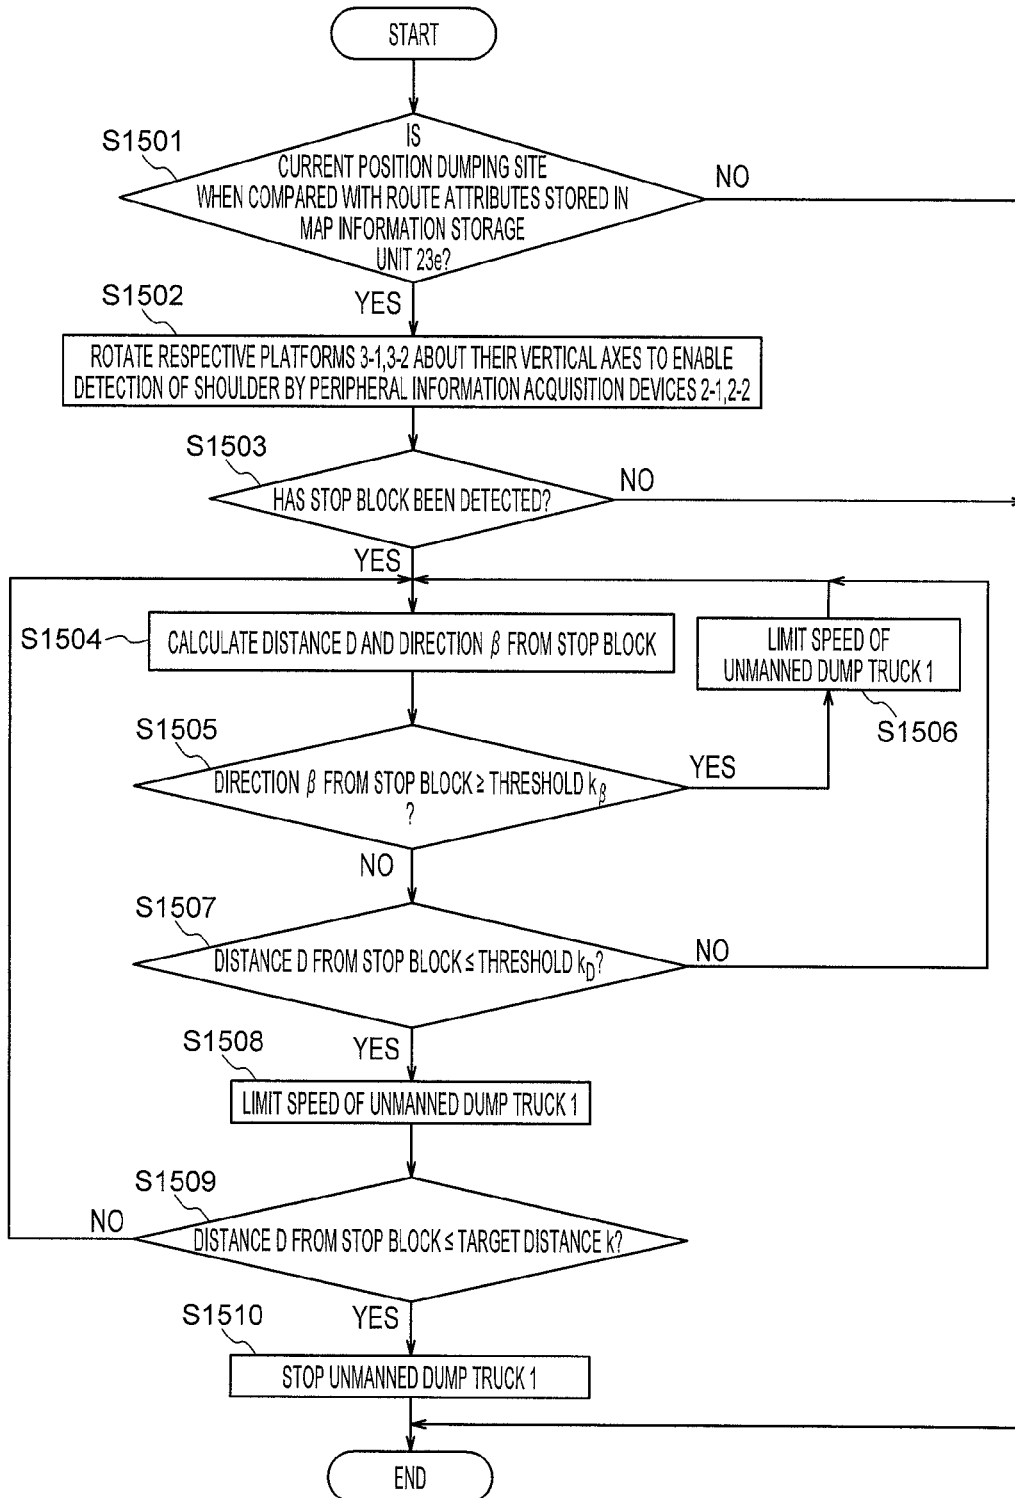 START
S1501
IS
CURRENT POSITION DUMPING SITE
WHEN COMPARED WITH ROUTE ATTRIBUTES STORED IN
MAP INFORMATION STORAGE
UNIT 23e?
NO
YES
S1502
ROTATE RESPECTIVE PLATFORMS 3-1,3-2 ABOUT THEIR VERTICAL AXES TO ENABLE
DETECTION OF SHOULDER BY PERIPHERAL INFORMATION ACQUISITION DEVICES 2-1,2-2
S1503
HAS STOP BLOCK BEEN DETECTED?
NO
YES
S1504
CALCULATE DISTANCE D AND DIRECTION β FROM STOP BLOCK
LIMIT SPEED OF
UNMANNED DUMP TRUCK 1
S1506
S1505
DIRECTION β FROM STOP BLOCK ≥ THRESHOLD kβ
?
YES
NO
S1507
DISTANCE D FROM STOP BLOCK ≦ THRESHOLD kD?
NO
YES
S1508
LIMIT SPEED OF UNMANNED DUMP TRUCK 1
S1509
DISTANCE D FROM STOP BLOCK ≤ TARGET DISTANCE k?
NO
YES
S1510
STOP UNMANNED DUMP TRUCK 1
END